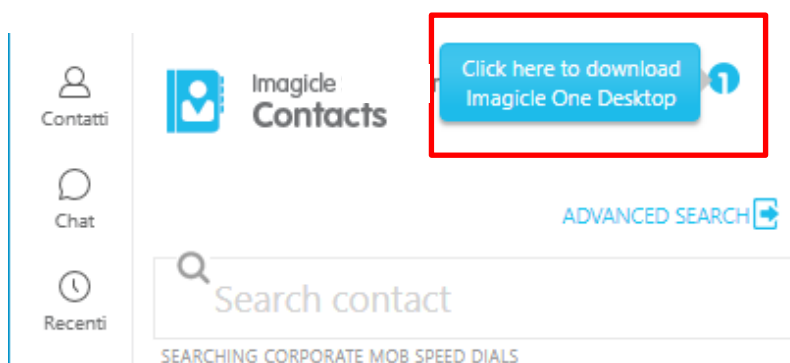 Contatti
Chat
Recenti
Imagicle
Contacts
Click here to download
Imagicle One Desktop
1
ADVANCED SEARCH
Search contact
SEARCHING CORPORATE MOB SPEED DIALS